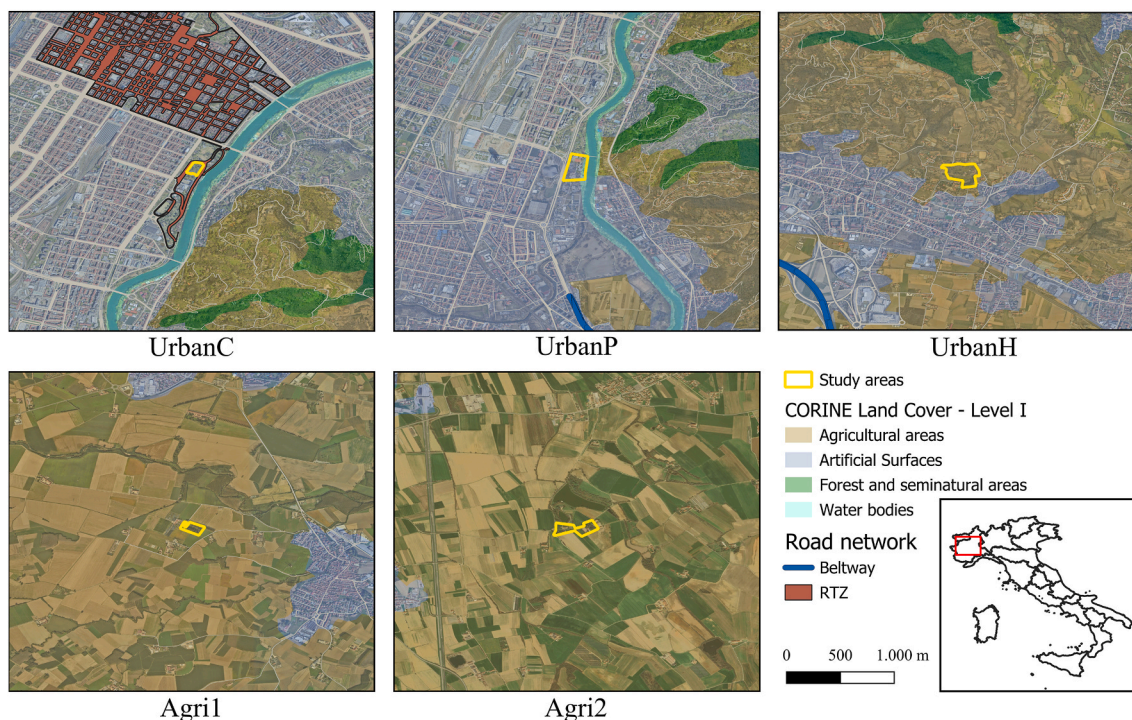 UrbanC
UrbanP
UrbanH
Agri1
Agri2
Study areas
CORINE Land Cover - Level I
Agricultural areas
Artificial Surfaces
Forest and seminatural areas
Water bodies
Road network
Beltway
RTZ
0 500 1.000 m